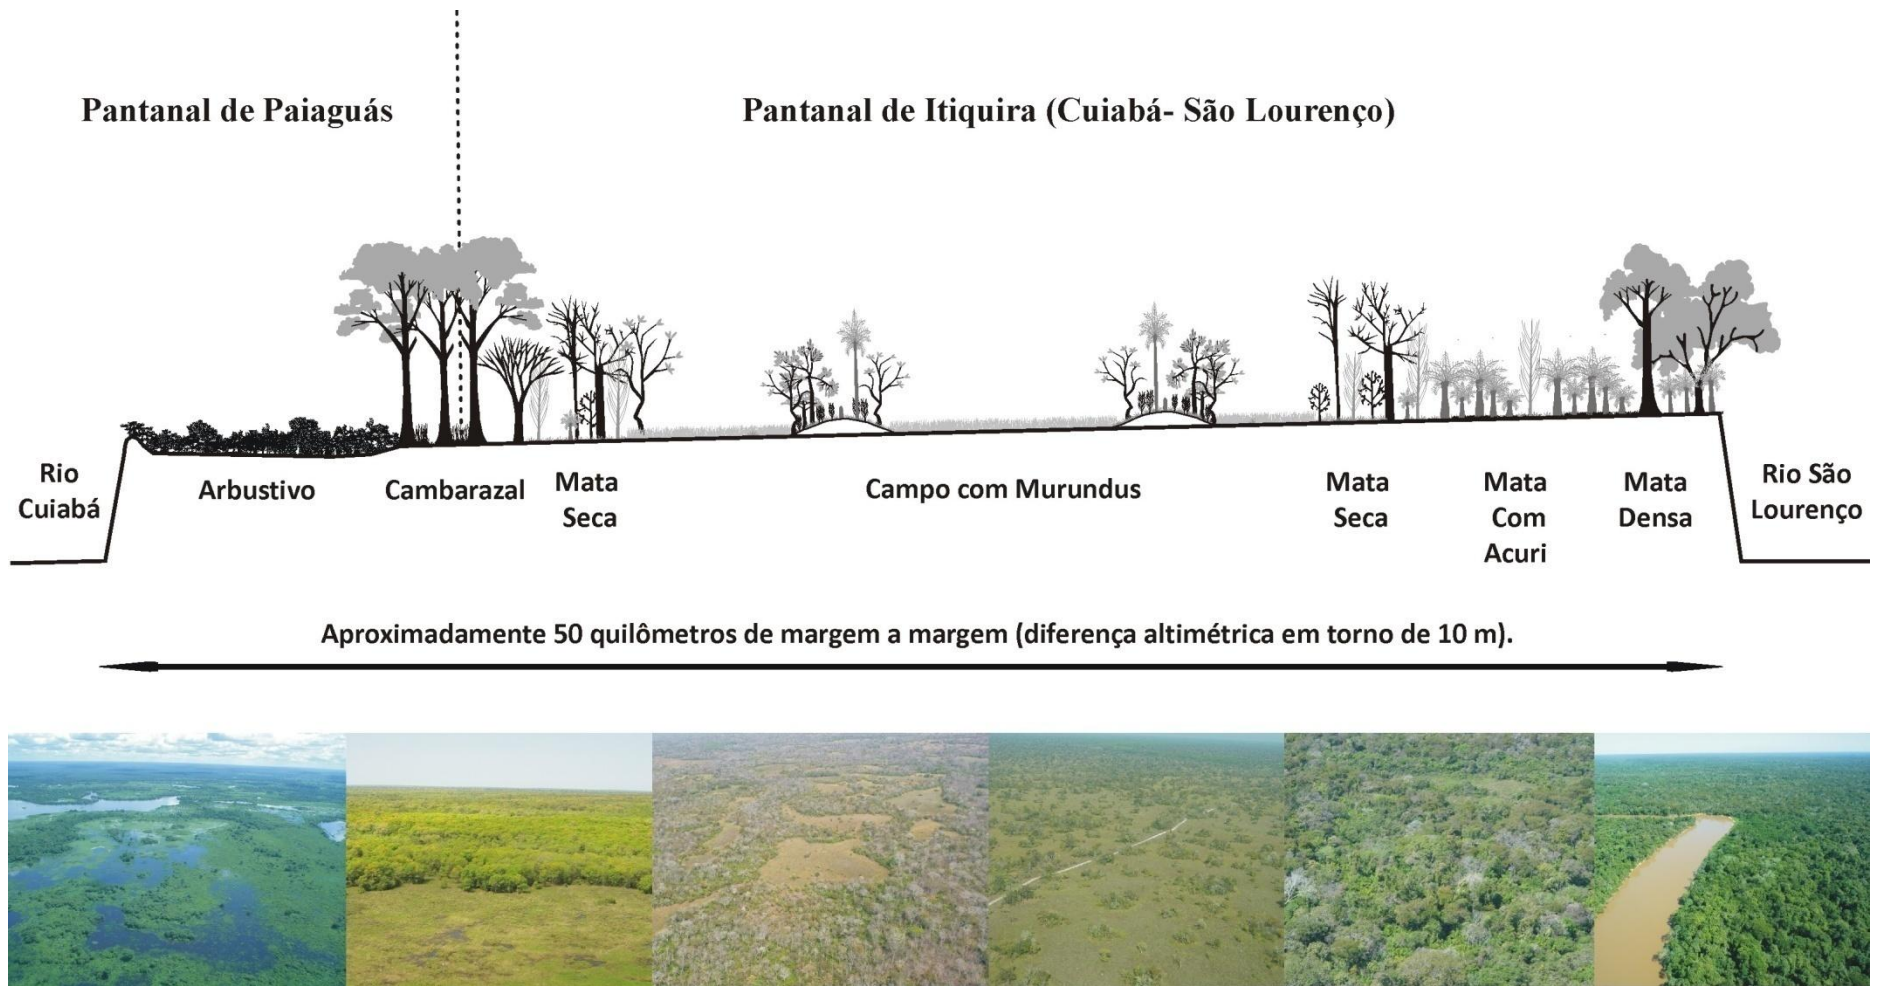 Pantanal de Paiaguás
Pantanal de Itiquira (Cuiabá- São Lourenço)
Rio
Cuiabá
Arbustivo
Cambarazal
Mata
Seca
Campo com Murundus
Mata
Seca
Mata
Com
Acuri
Mata
Densa
Rio São
Lourenço
Aproximadamente 50 quilômetros de margem a margem (diferença altimétrica em torno de 10 m).